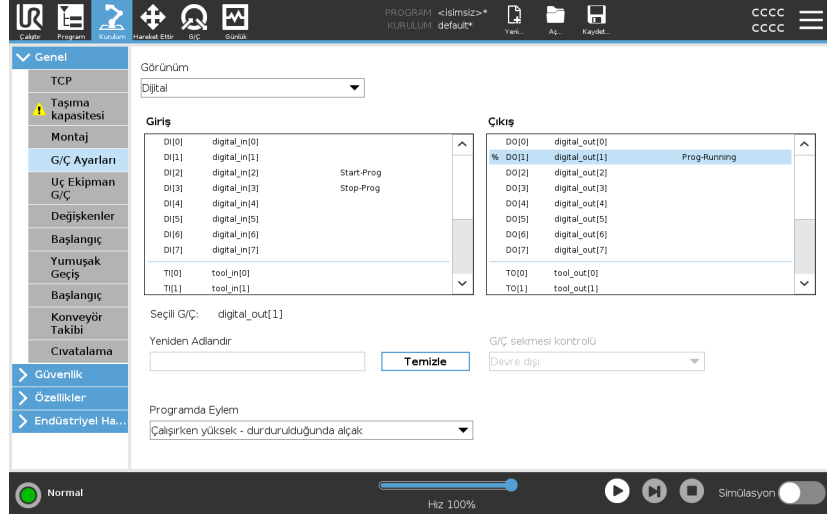 UR
PROGRAM <isimsiz>*
KURULUM default*
cccc
cccc
Çalıştır Program Kurulum Hareket Ettir G/Ç Günlük Yeni... Aç... Kaydet...
Genel
TCP
Taşıma
kapasitesi
Montaj
G/Ç Ayarları
Uç Ekipman
G/Ç
Değişkenler
Başlangıç
Yumuşak
Geçiş
Başlangıç
Konveyör
Takibi
Cıvatalama
Güvenlik
Özellikler
Endüstriyel Ha...
Görünüm
Dijital
Giriş
DI[0] digital_in[0]
DI[1] digital_in[1]
DI[2] digital_in[2] Start-Prog
DI[3] digital_in[3] Stop-Prog
DI[4] digital_in[4]
DI[5] digital_in[5]
DI[6] digital_in[6]
DI[7] digital_in[7]
TI[0] tool_in[0]
TI[1] tool_in[1]
Çıkış
DO[0] digital_out[0]
% DO[1] digital_out[1] Prog-Running
DO[2] digital_out[2]
DO[3] digital_out[3]
DO[4] digital_out[4]
DO[5] digital_out[5]
DO[6] digital_out[6]
DO[7] digital_out[7]
TO[0] tool_out[0]
TO[1] tool_out[1]
Seçili G/Ç: digital_out[1]
Yeniden Adlandır
Temizle
G/Ç sekmesi kontrolü
Devre dışı
Programda Eylem
Çalışırken yüksek - durdurulduğunda alçak
Normal
Hız 100%
Simülasyon